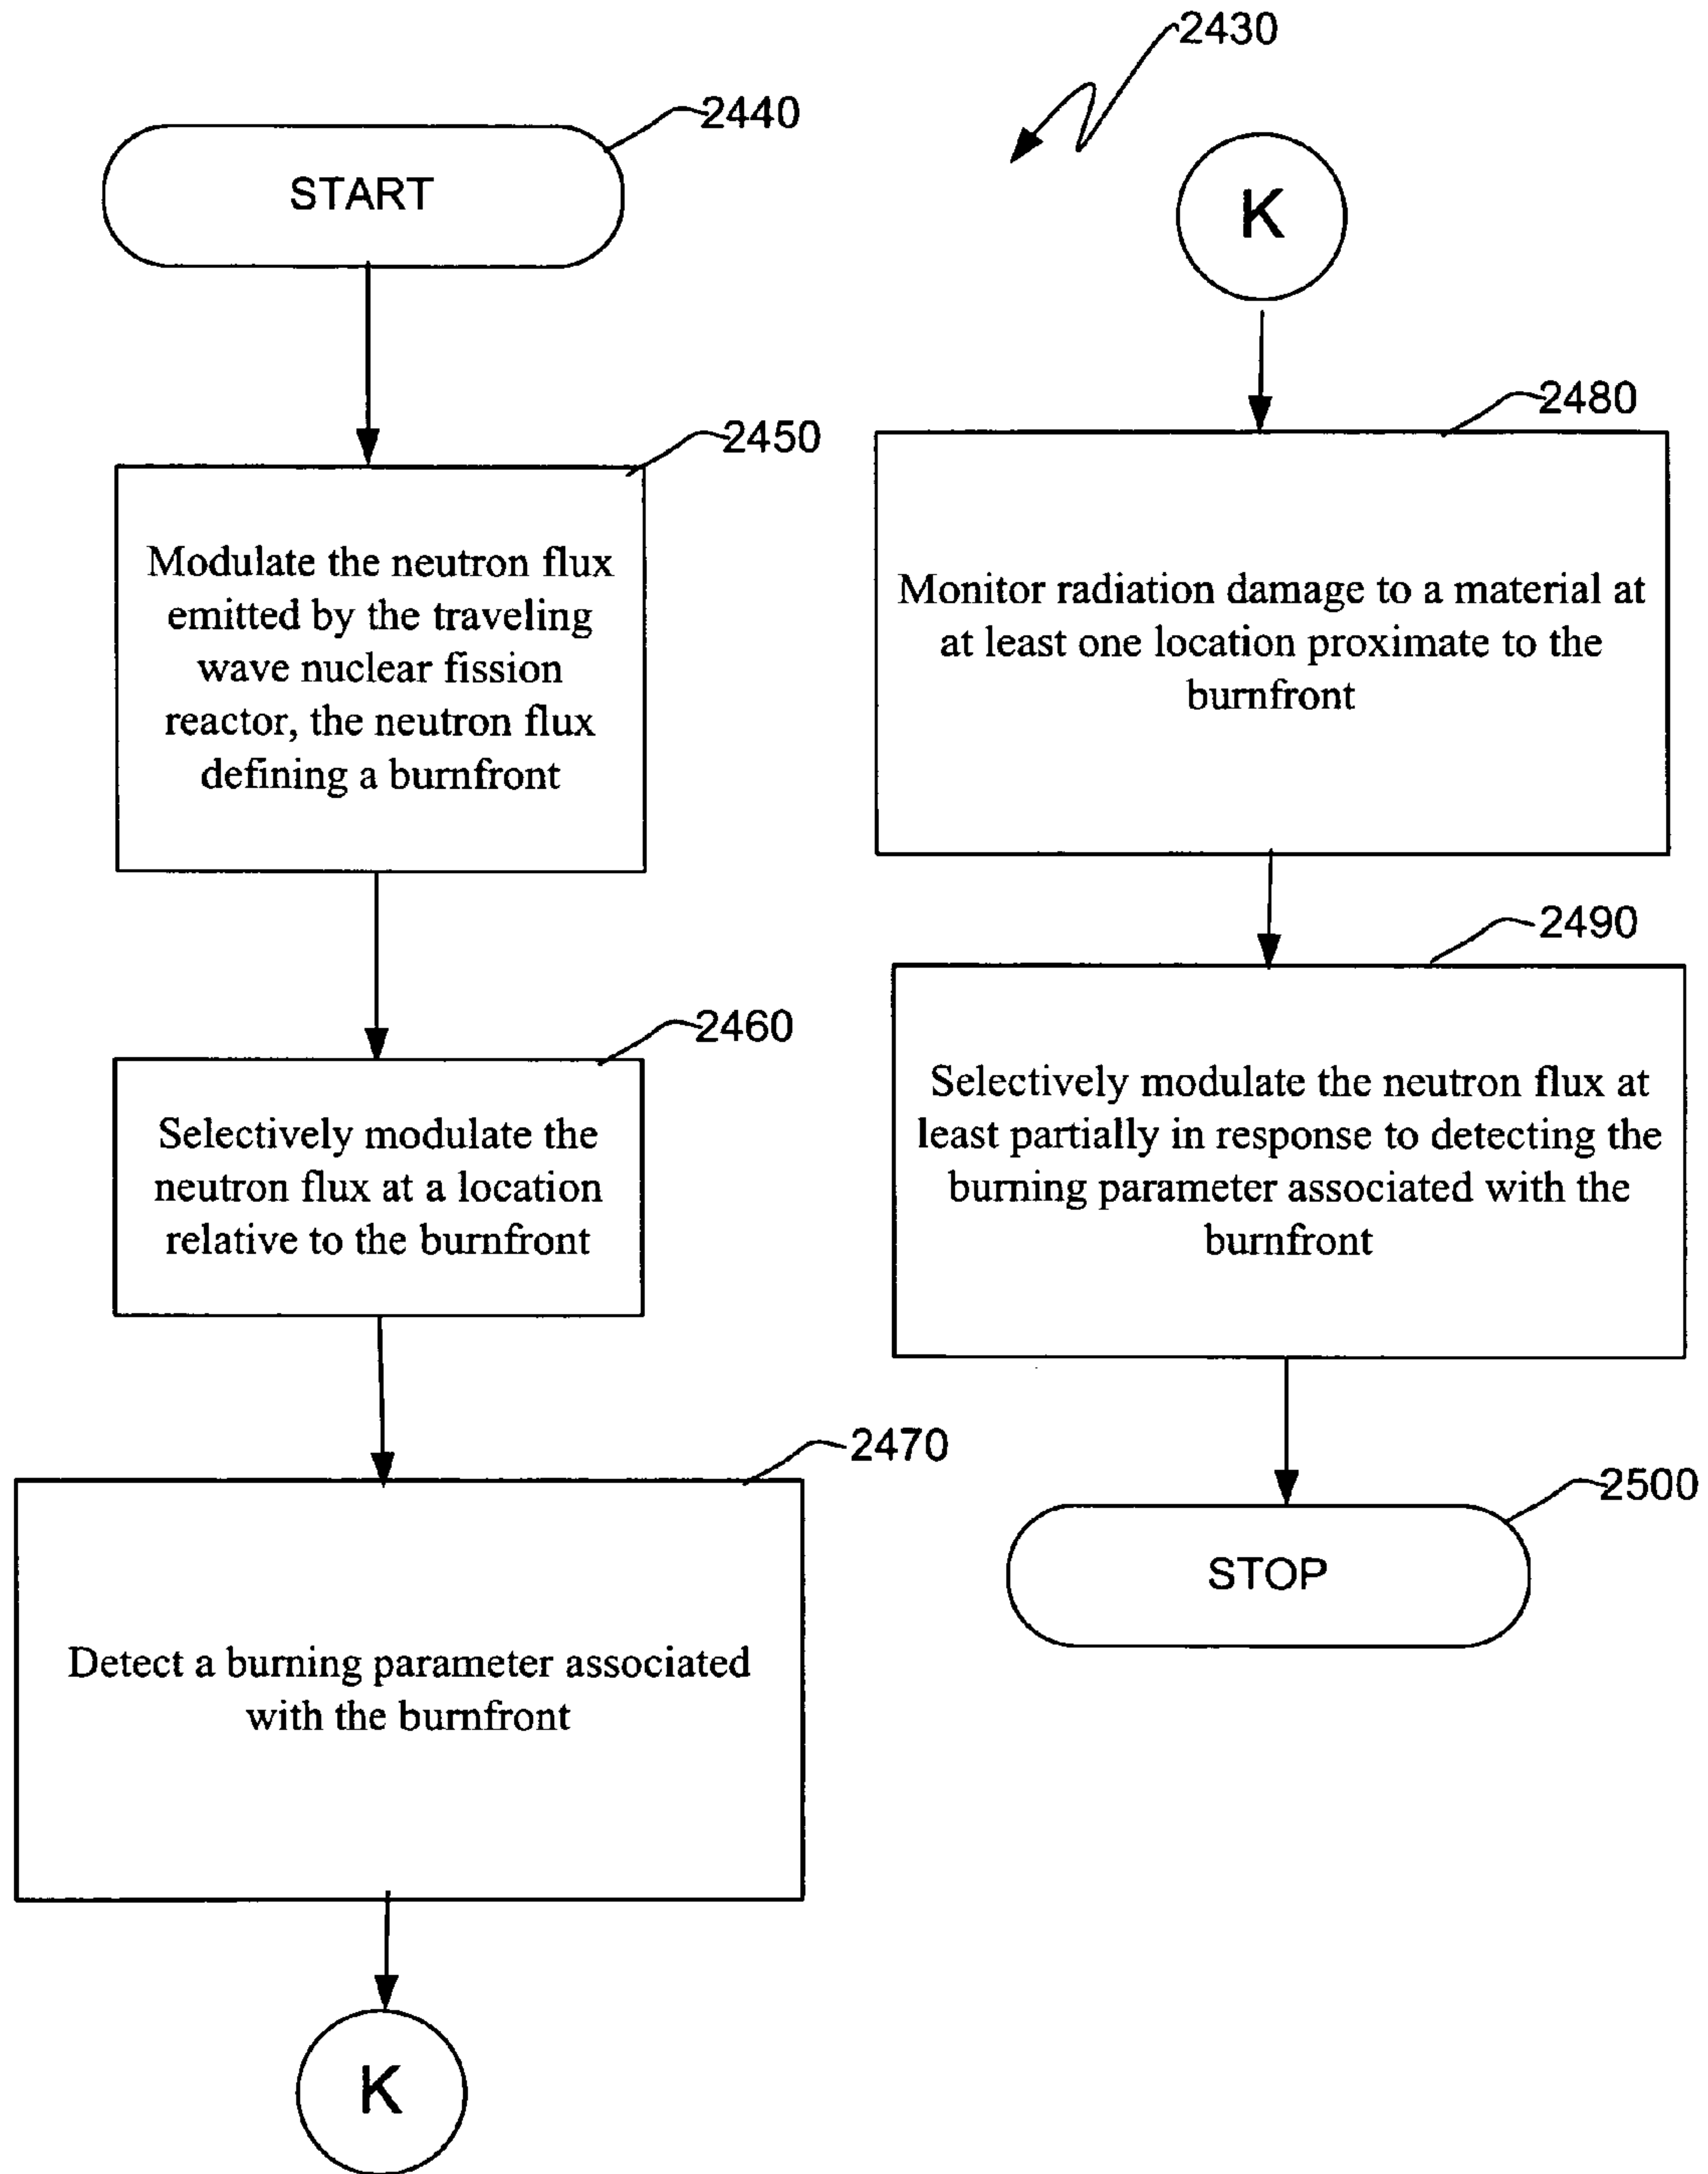 2440
START
2450
Modulate the neutron flux
emitted by the traveling
wave nuclear fission
reactor, the neutron flux
defining a burnfront
2460
Selectively modulate the
neutron flux at a location
relative to the burnfront
2470
Detect a burning parameter associated
with the burnfront
K
2430
K
2480
Monitor radiation damage to a material at
at least one location proximate to the
burnfront
2490
Selectively modulate the neutron flux at
least partially in response to detecting the
burning parameter associated with the
burnfront
2500
STOP